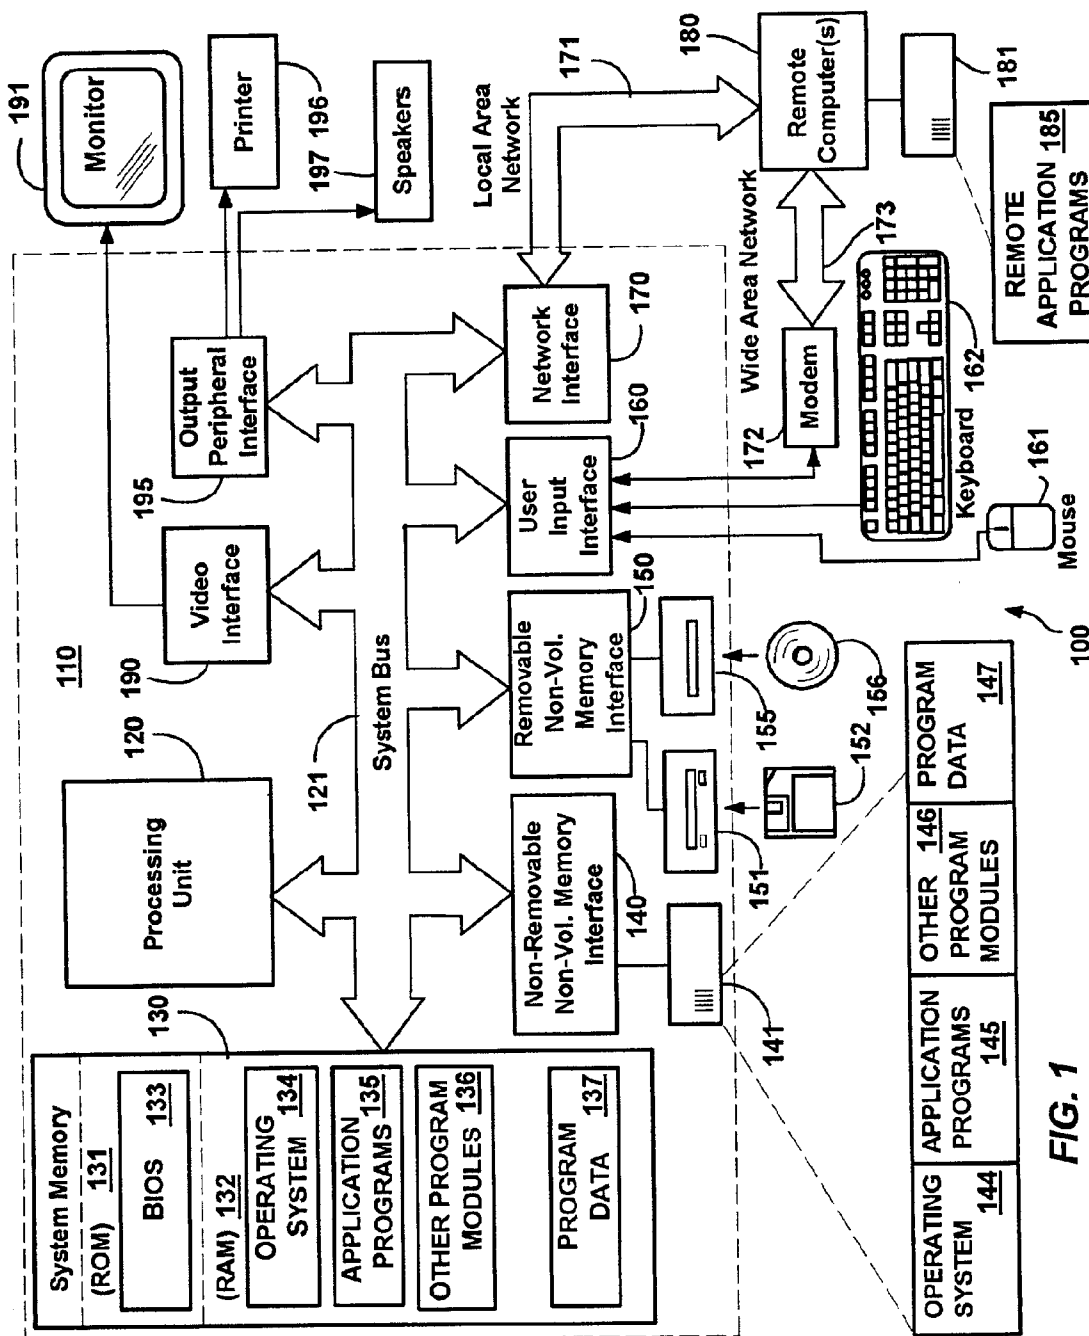 System Memory
(ROM) 131
BIOS 133
(RAM) 132
OPERATING
SYSTEM 134
APPLICATION
PROGRAMS 135
OTHER PROGRAM
MODULES 136
PROGRAM
DATA 137
130
Processing
Unit
120
110
121
System Bus
190
Video
Interface
195
Output
Peripheral
Interface
191
Monitor
Printer
196
197
Speakers
Non-Removable
Non-Vol. Memory
Interface
140
Removable
Non-Vol.
Memory
Interface
150
User
Input
Interface
160
Network
Interface
170
Local Area
Network
171
141
151
155
152
156
172
Modem
Wide Area Network
173
180
Remote
Computer(s)
181
Keyboard
162
Mouse
161
100
OPERATING
SYSTEM 144
APPLICATION
PROGRAMS
145
OTHER 146
PROGRAM
MODULES
PROGRAM
DATA
147
REMOTE
APPLICATION 185
PROGRAMS
FIG. 1